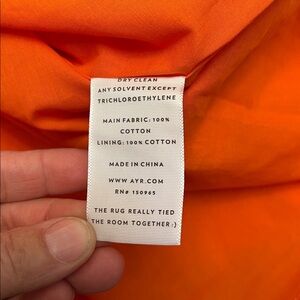 DRY CLEAN
ANY SOLVENT EXCEPT
TRICHLOROETHYLENE
MAIN FABRIC: 100%
COTTON
LINING: 100% COTTON
MADE IN CHINA
WWW.AYR.COM
RN# 150965
THE RUG REALLY TIED
THE ROOM TOGETHER:)